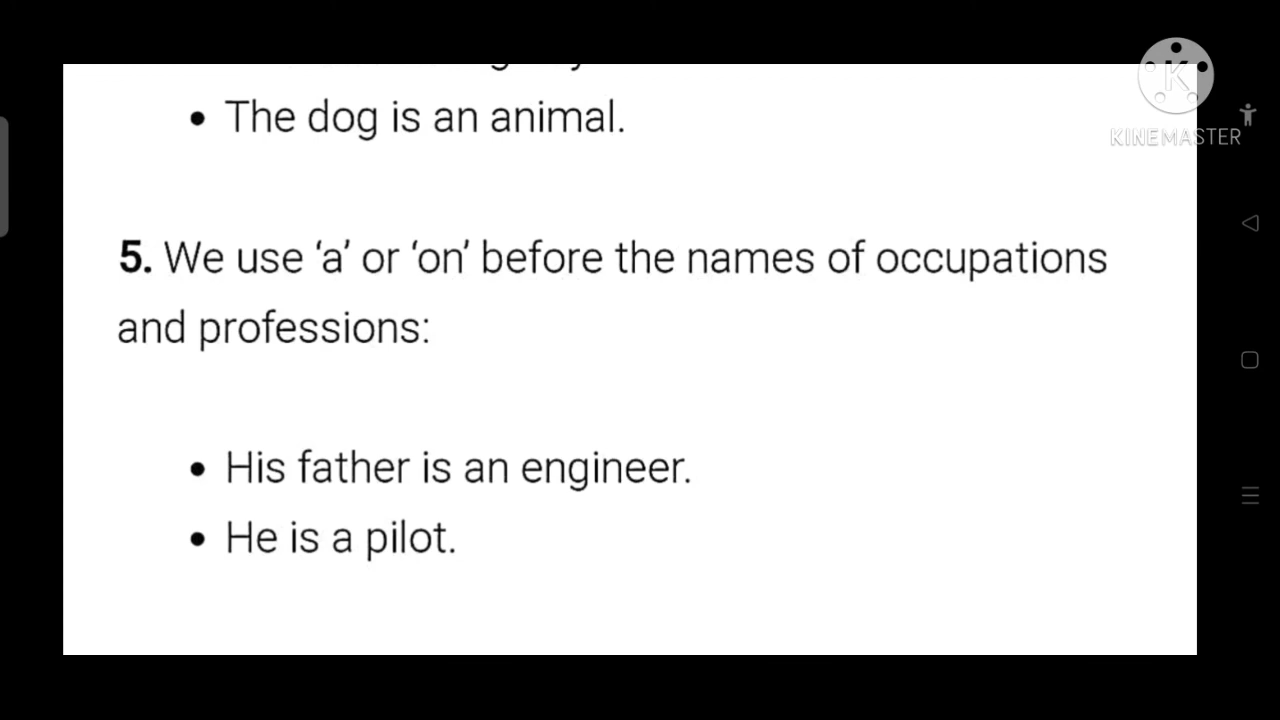 • The dog is an animal.
K
KINEMASTER
5. We use ‘a’ or ‘on’ before the names of occupations
and professions:
• His father is an engineer.
• He is a pilot.